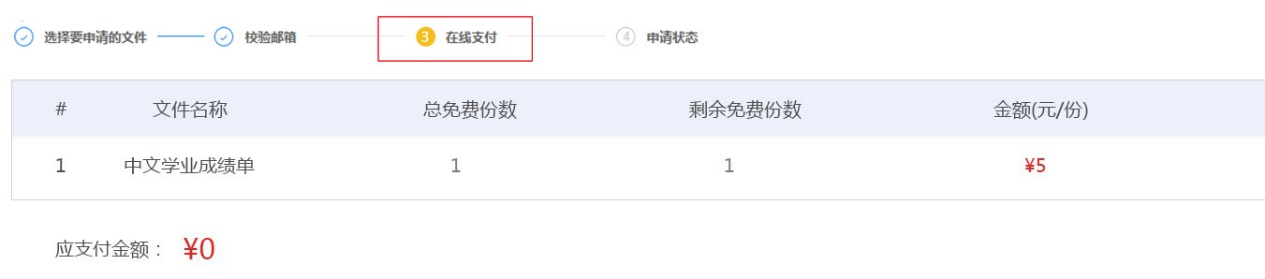 选择要申请的文件 校验邮箱 3 在线支付 4 申请状态
# 文件名称 总免费份数 剩余免费份数 金额(元/份)
1 中文学业成绩单 1 1 ¥5
应支付金额： ¥0